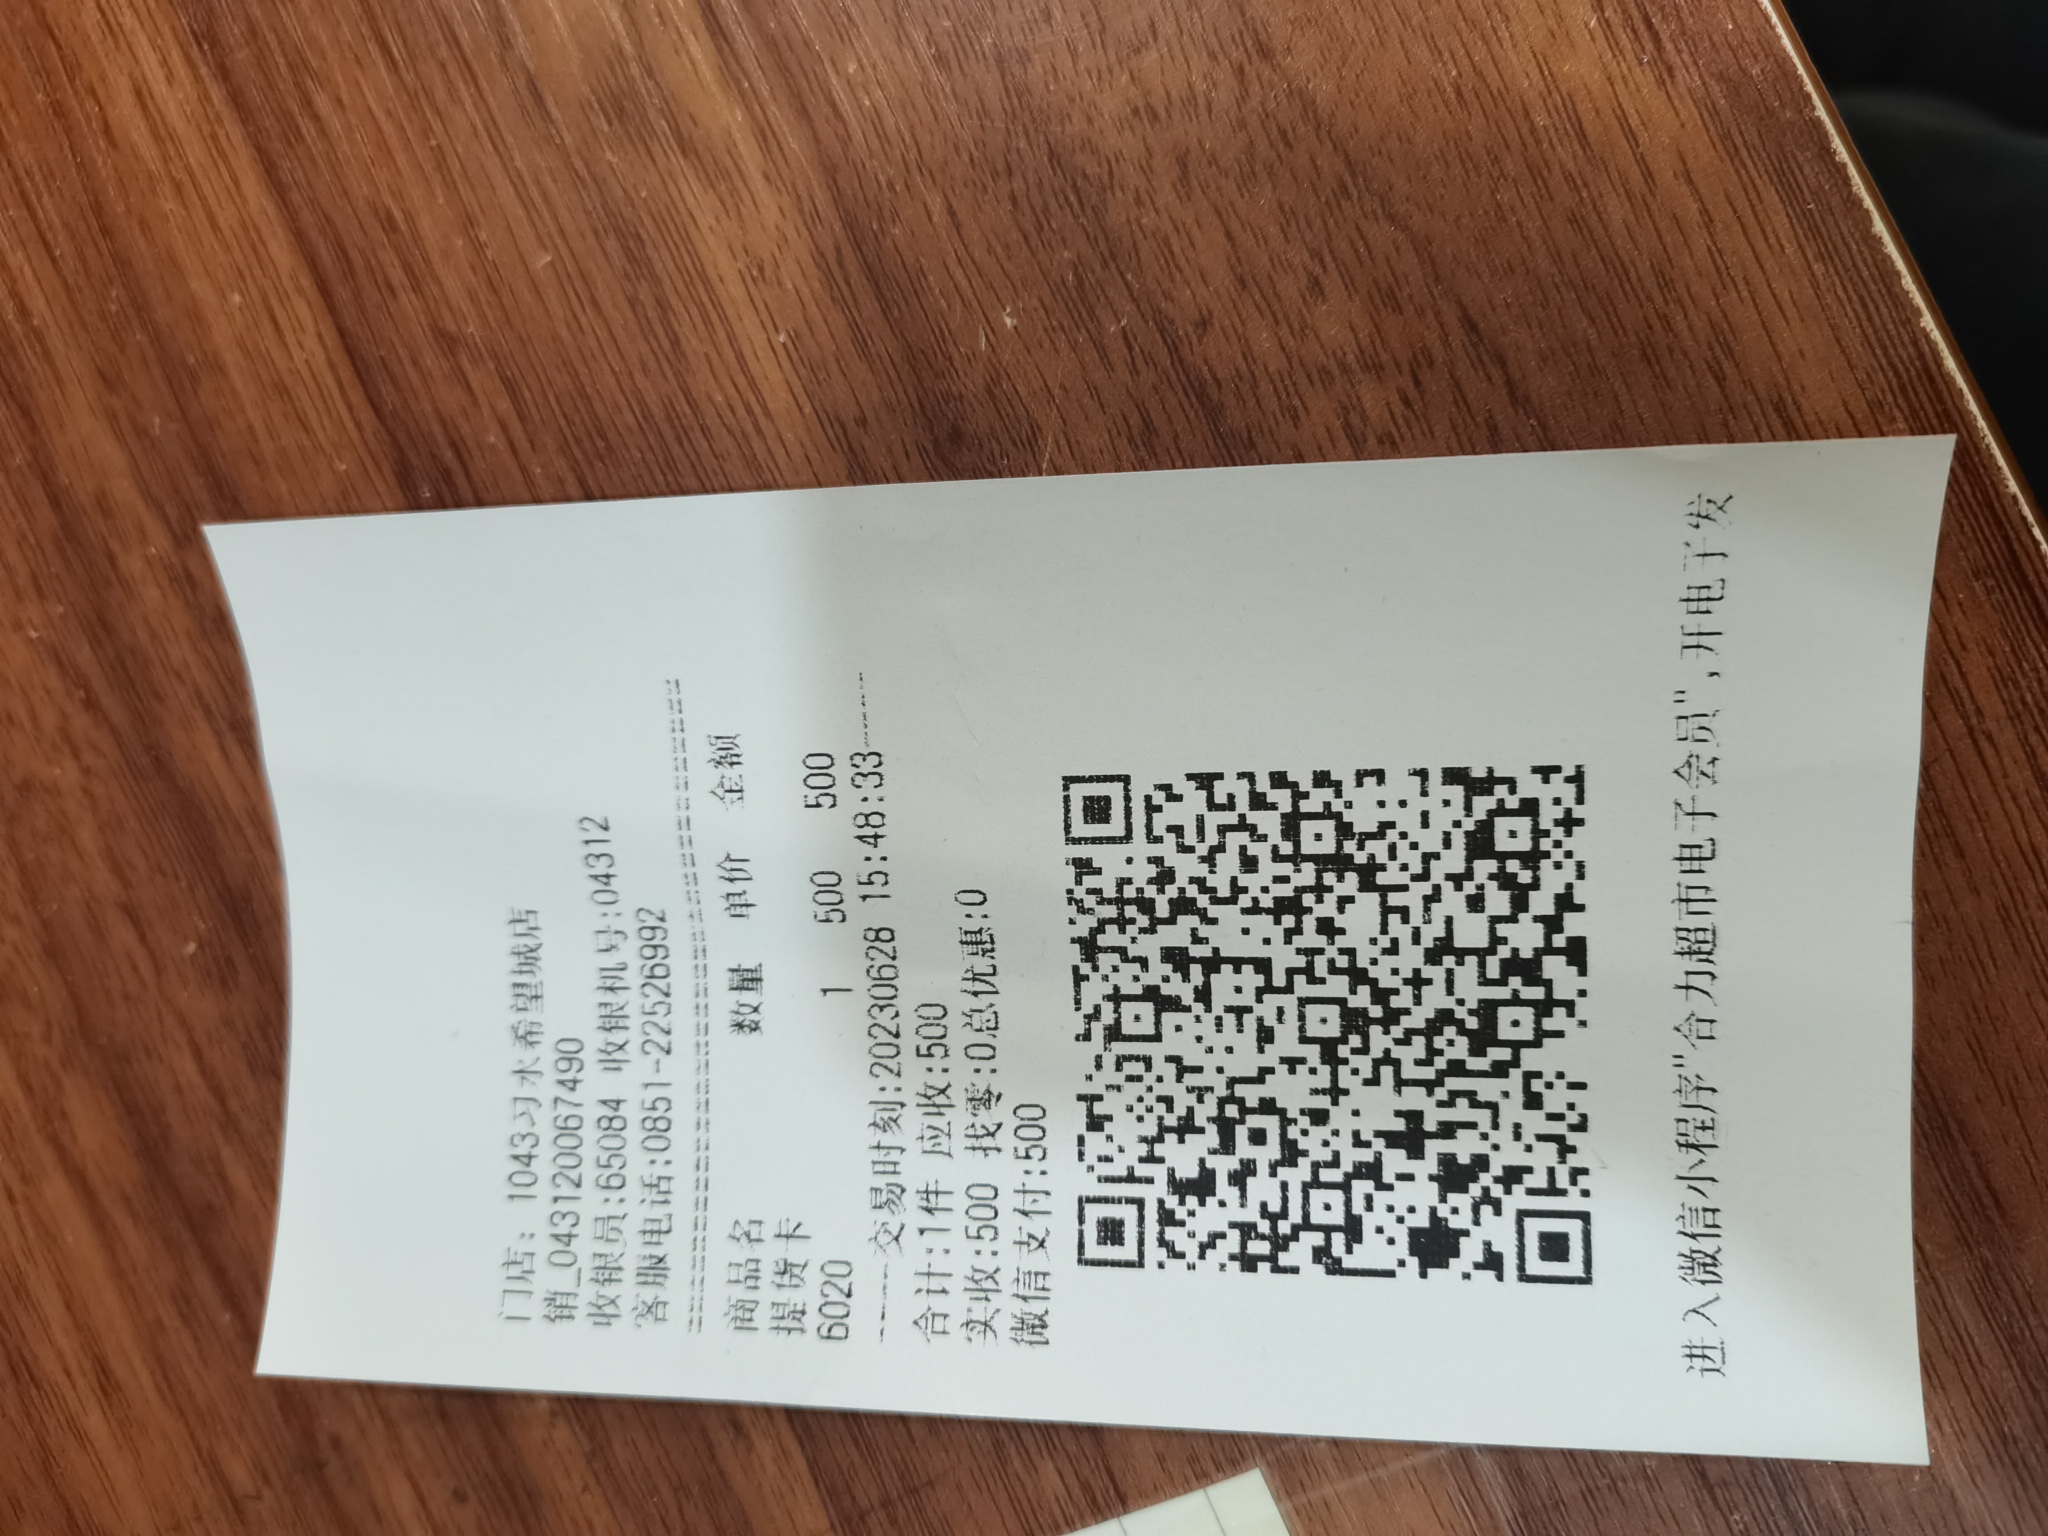 门店: 1043习水希望城店
销_043120067490
收银员:65084 收银机号:04312
客服电话:0851-22526992
商品名 数量 单价 金额
提货卡
6020 1 500 500
-----交易时刻:20230628 15:48:33-----
合计:1件 应收:500
实收:500 找零:0总优惠:0
微信支付:500
进入微信小程序"合力超市电子会员",开电子发